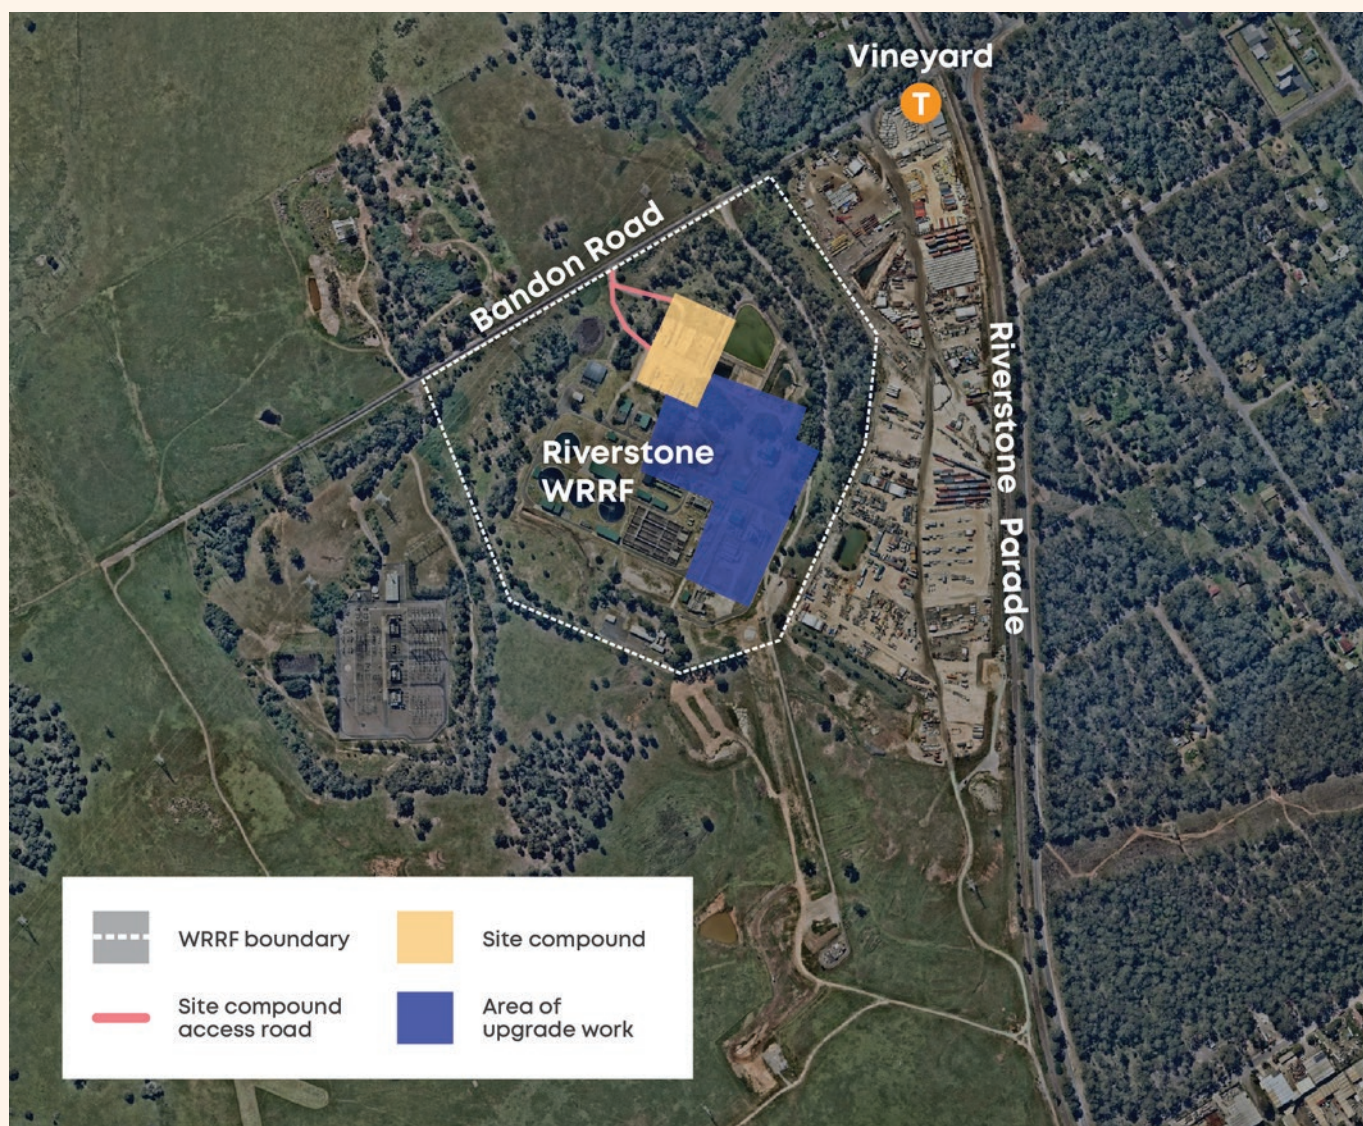 Vineyard
T
Bandon Road
Riverstone Parade
Riverstone
WRRF
WRRF boundary
Site compound
access road
Site compound
Area of
upgrade work